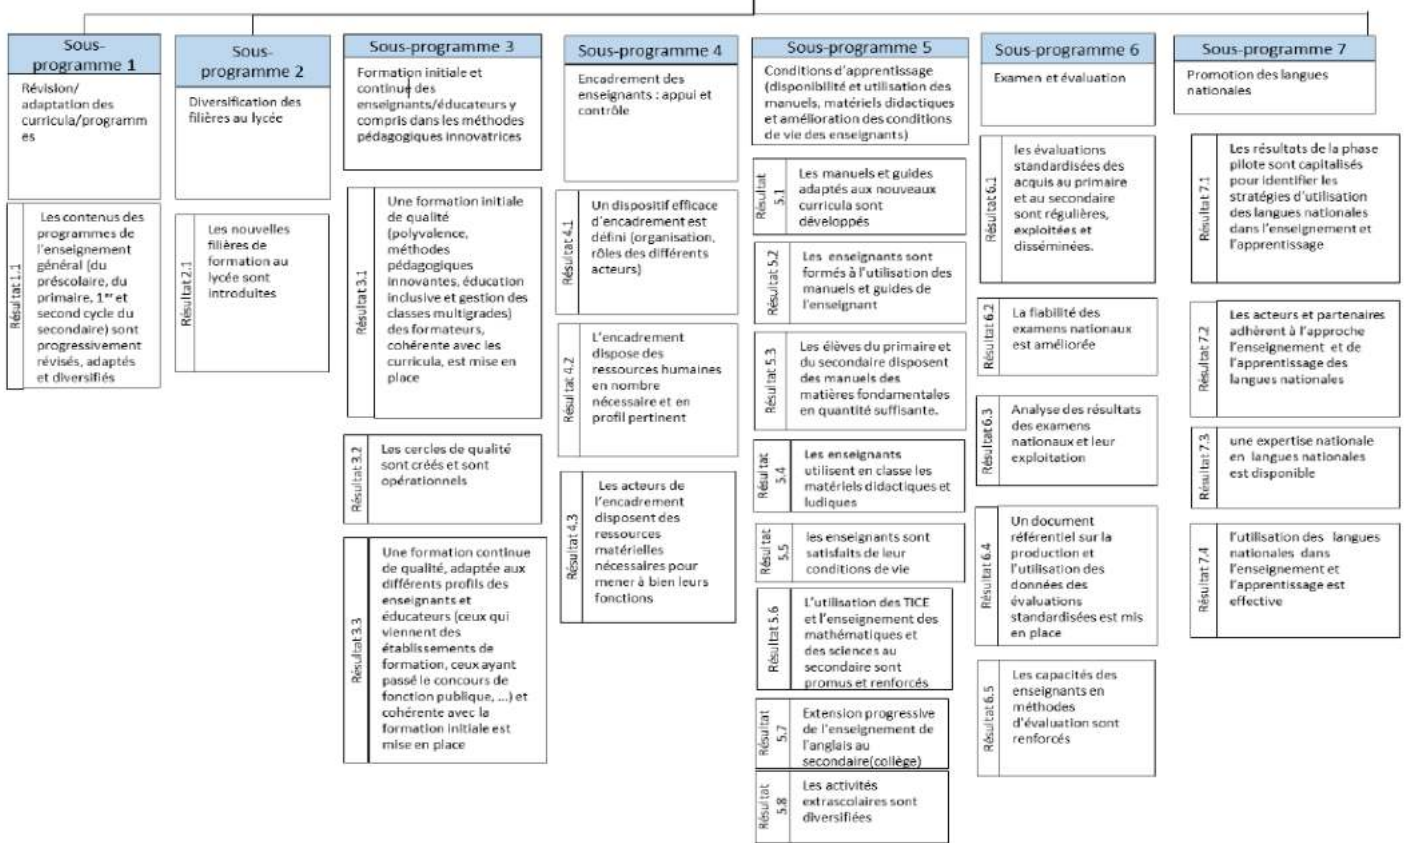 Sous-
programme 1
Révision/
adaptation des
curricula/programm
es
Résultat 1.1
Les contenus des
programmes de
l'enseignement
général (du
préscolaire, du
primaire, 1er et
second cycle du
secondaire) sont
progressivement
révisés, adaptés
et diversifiés
Sous-
programme 2
Diversification des
filières au lycée
Résultat 2.1
Les nouvelles
filières de
formation au
lycée sont
introduites
Sous-programme 3
Formation initiale et
continue des
enseignants/éducateurs y
compris dans les méthodes
pédagogiques innovatrices
Résultat 3.1
Une formation initiale
de qualité
(polyvalence,
méthodes
pédagogiques
innovantes, éducation
inclusive et gestion des
classes multigrades)
des formateurs,
cohérente avec les
curricula, est mise en
place
Résultat 3.2
Les cercles de qualité
sont créés et sont
opérationnels
Résultat 3.3
Une formation continue
de qualité, adaptée aux
différents profils des
enseignants et
éducateurs (ceux qui
viennent des
établissements de
formation, ceux ayant
passé le concours de
fonction publique, ...) et
cohérente avec la
formation initiale est
mise en place
Sous-programme 4
Encadrement des
enseignants : appui et
contrôle
Résultat 4.1
Un dispositif efficace
d'encadrement est
défini (organisation,
rôles des différents
acteurs)
Résultat 4.2
L'encadrement
dispose des
ressources humaines
en nombre
nécessaire et en
profil pertinent
Résultat 4.3
Les acteurs de
l'encadrement
disposent des
ressources
matérielles
nécessaires pour
mener à bien leurs
fonctions
Sous-programme 5
Conditions d'apprentissage
(disponibilité et utilisation des
manuels, matériels didactiques
et amélioration des conditions
de vie des enseignants)
Résultat
5.1
Les manuels et guides
adaptés aux nouveaux
curricula sont
développés
Résultat 5.2
Les enseignants sont
formés à l'utilisation des
manuels et guides de
l'enseignant
Résultat 5.3
Les élèves du primaire et
du secondaire disposent
des manuels des
matières fondamentales
en quantité suffisante.
Résultat
5.4
Les enseignants
utilisent en classe les
matériels didactiques et
ludiques
Résultat
5.5
les enseignants sont
satisfaits de leur
conditions de vie
Résultat 5.6
L'utilisation des TICE
et l'enseignement des
mathématiques et
des sciences au
secondaire sont
promus et renforcés
Résultat
5.7
Extension progressive
de l'enseignement de
l'anglais au
secondaire(collège)
Résultat
5.8
Les activités
extrascolaires sont
diversifiées
Sous-programme 6
Examen et évaluation
Résultat 6.1
les évaluations
standardisées des
acquis au primaire
et au secondaire
sont régulières,
exploitées et
disséminées.
Résultat 6.2
La fiabilité des
examens nationaux
est améliorée
Résultat 6.3
Analyse des résultats
des examens
nationaux et leur
exploitation
Résultat 6.4
Un document
référentiel sur la
production et
l'utilisation des
données des
évaluations
standardisées est mis
en place
Résultat 6.5
Les capacités des
enseignants en
méthodes
d'évaluation sont
renforcés
Sous-programme 7
Promotion des langues
nationales
Résultat 7.1
Les résultats de la phase
pilote sont capitalisés
pour identifier les
stratégies d'utilisation
des langues nationales
dans l'enseignement et
l'apprentissage
Résultat 7.2
Les acteurs et partenaires
adhèrent à l'approche
l'enseignement et de
l'apprentissage des
langues nationales
Résultat 7.3
une expertise nationale
en langues nationales
est disponible
Résultat 7.4
l'utilisation des langues
nationales dans
l'enseignement et
l'apprentissage est
effective